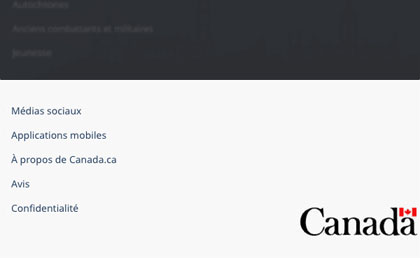 Autochtones
Anciens combattants et militaires
Jeunesse
Médias sociaux
Applications mobiles
À propos de Canada.ca
Avis
Confidentialité
Canada